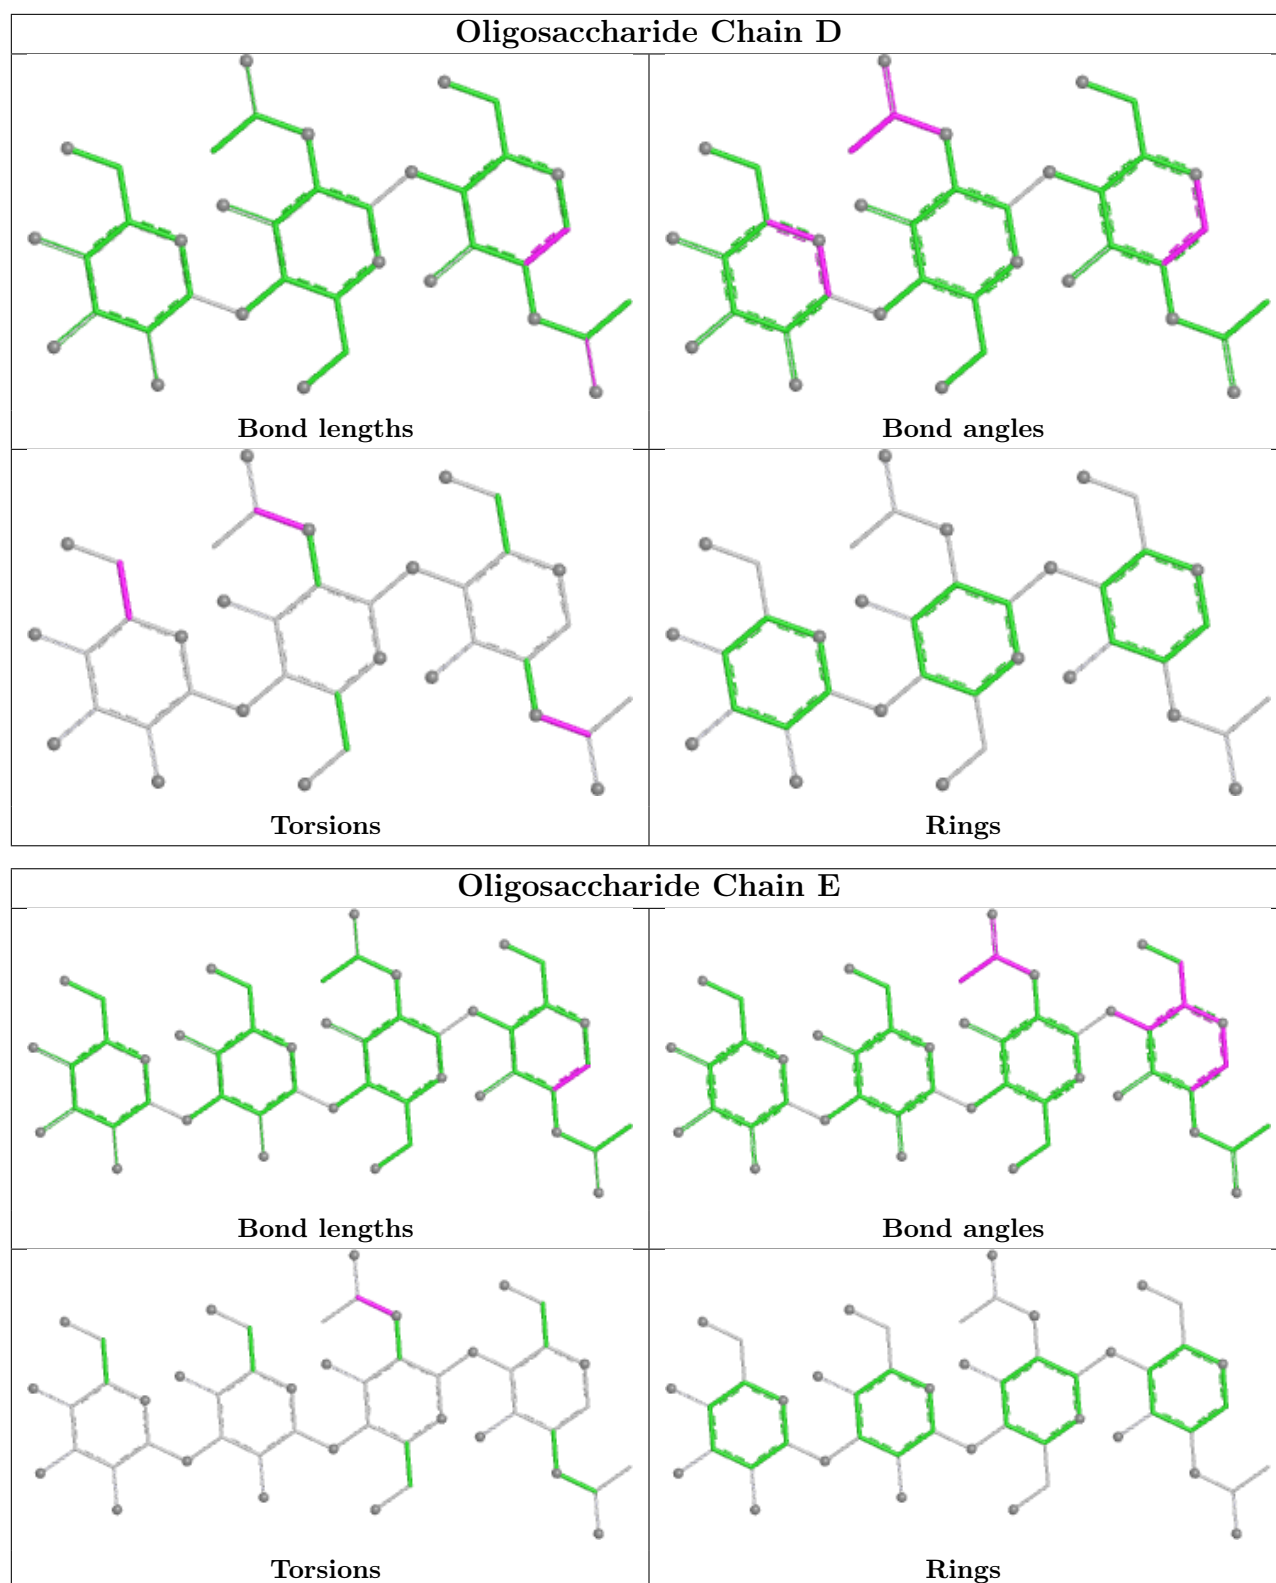 Oligosaccharide Chain D
Bond lengths
Bond angles
Torsions
Rings
Oligosaccharide Chain E
Bond lengths
Bond angles
Torsions
Rings